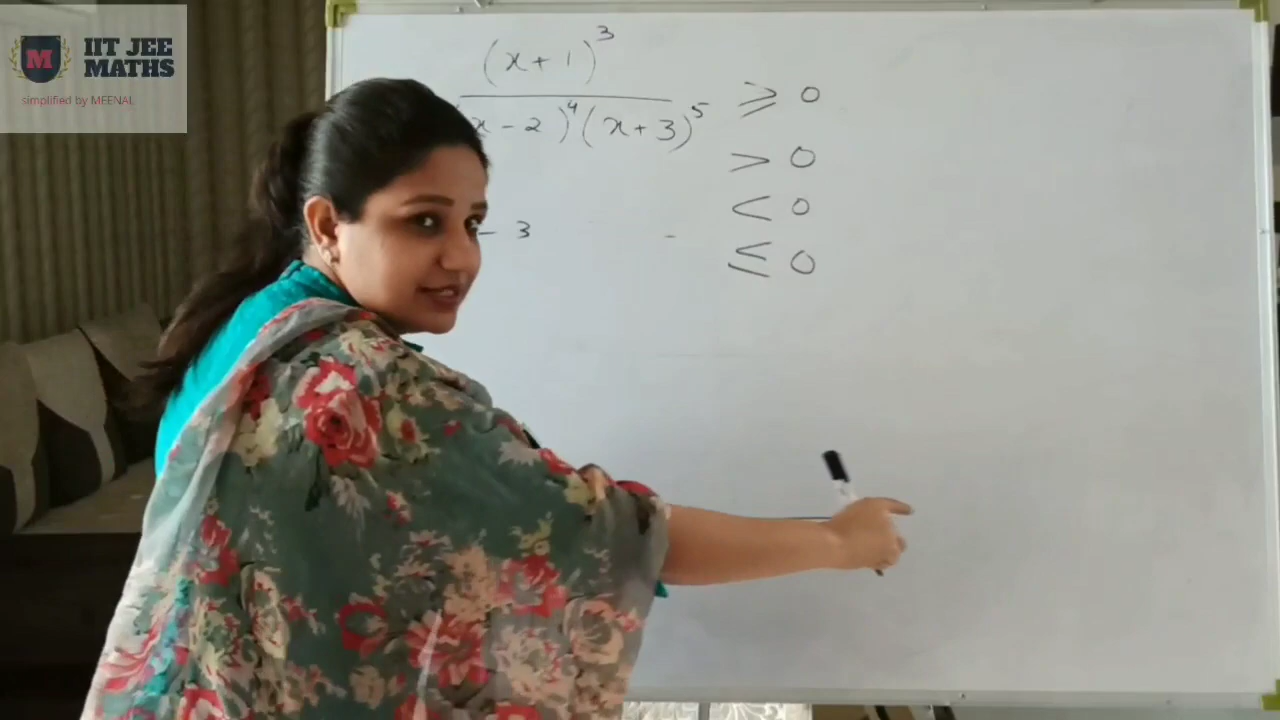 M
IIT JEE
MATHS
simplified by MEENAL
(x+1)³
x-2)⁴(x+3)⁵ ⩾ 0
> 0
< 0
- 3
⩽ 0